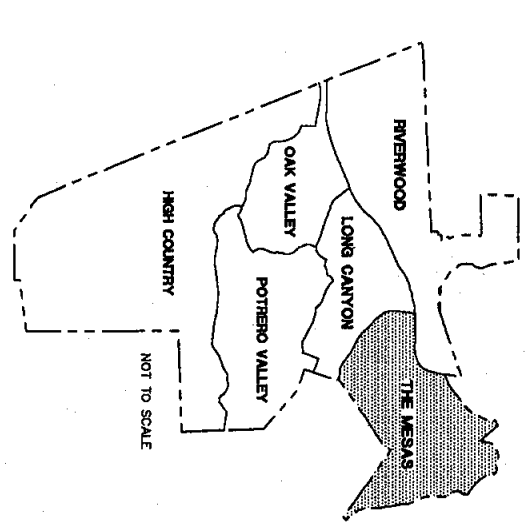 RIVERWOOD
OAK VALLEY
LONG CANYON
HIGH COUNTRY
POTRERO VALLEY
THE MESAS
NOT TO SCALE